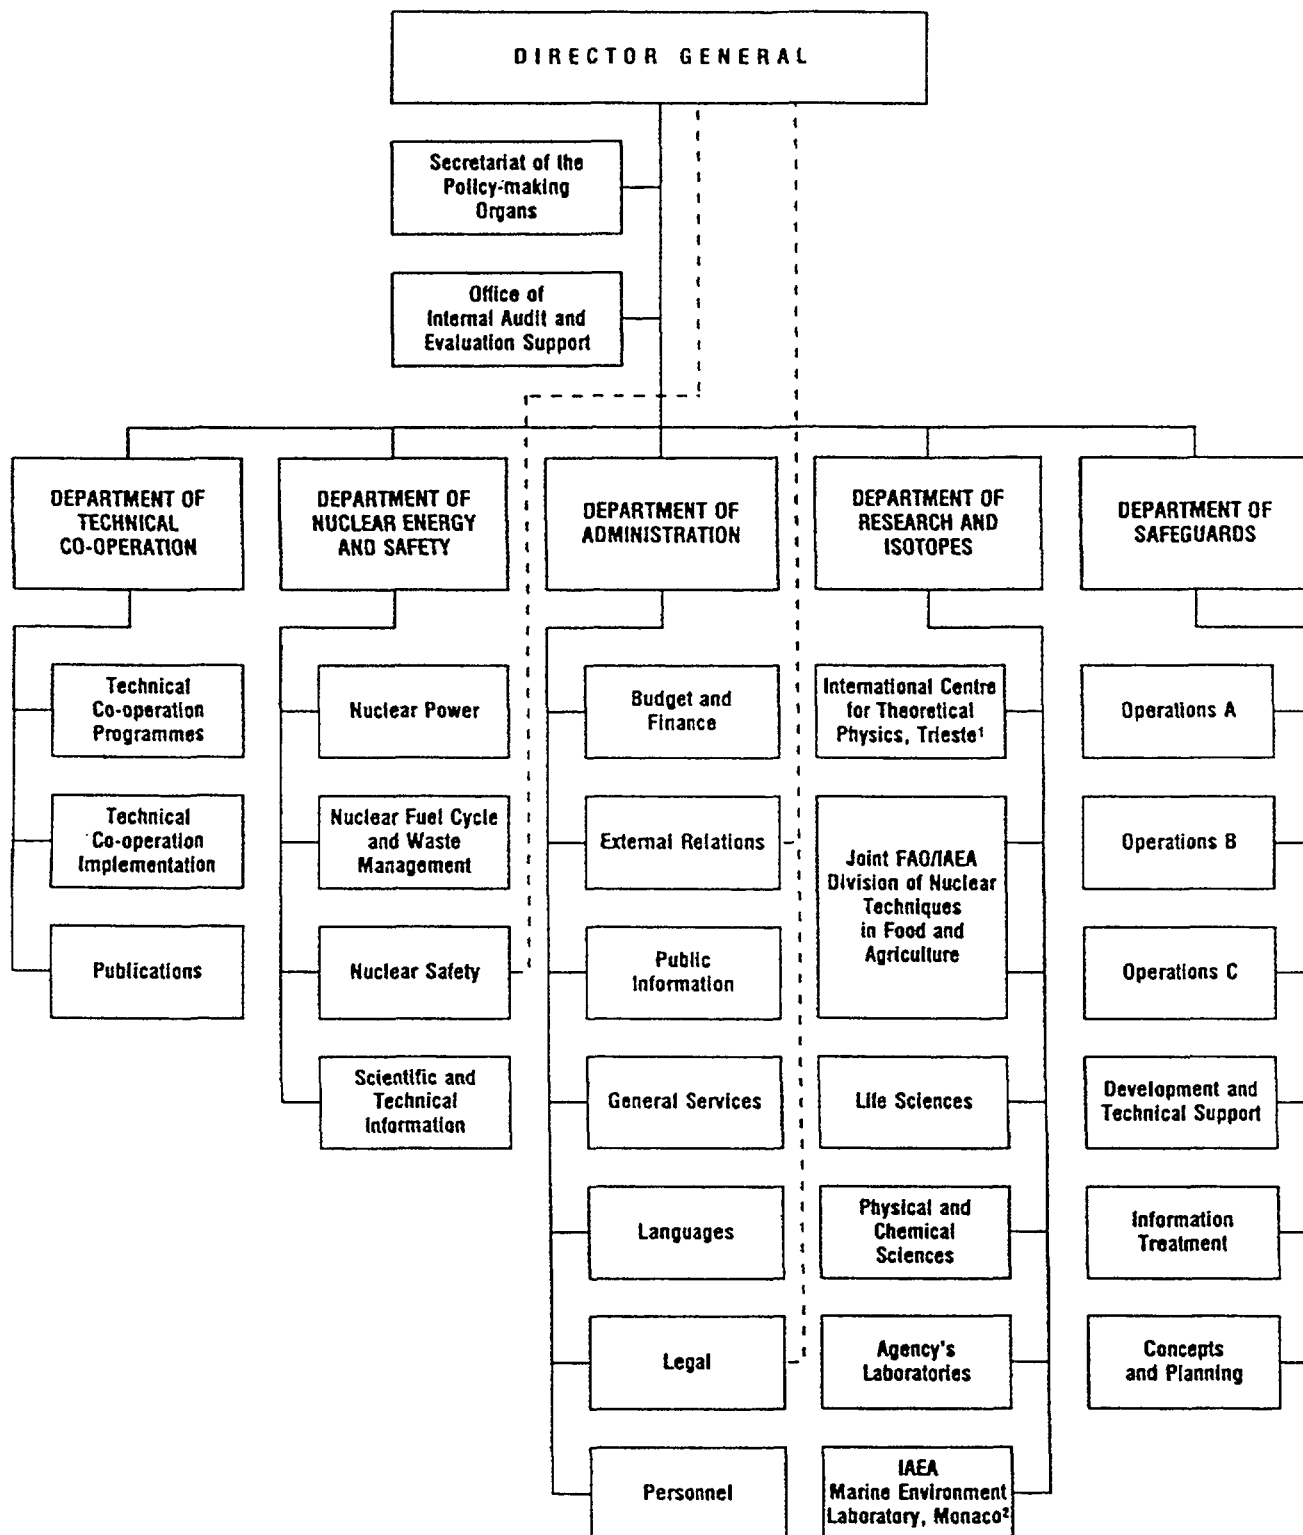 DIRECTOR GENERAL
Secretariat of the
Policy-making
Organs
Office of
Internal Audit and
Evaluation Support
DEPARTMENT OF
TECHNICAL
CO-OPERATION
DEPARTMENT OF
NUCLEAR ENERGY
AND SAFETY
DEPARTMENT OF
ADMINISTRATION
DEPARTMENT OF
RESEARCH AND
ISOTOPES
DEPARTMENT OF
SAFEGUARDS
Technical
Co-operation
Programmes
Technical
Co-operation
Implementation
Publications
Nuclear Power
Nuclear Fuel Cycle
and Waste
Management
Nuclear Safety
Scientific and
Technical
Information
Budget and
Finance
External Relations
Public
Information
General Services
Languages
Legal
Personnel
International Centre
for Theoretical
Physics, Trieste¹
Joint FAO/IAEA
Division of Nuclear
Techniques
in Food and
Agriculture
Life Sciences
Physical and
Chemical
Sciences
Agency's
Laboratories
IAEA
Marine Environment
Laboratory, Monaco²
Operations A
Operations B
Operations C
Development and
Technical Support
Information
Treatment
Concepts
and Planning